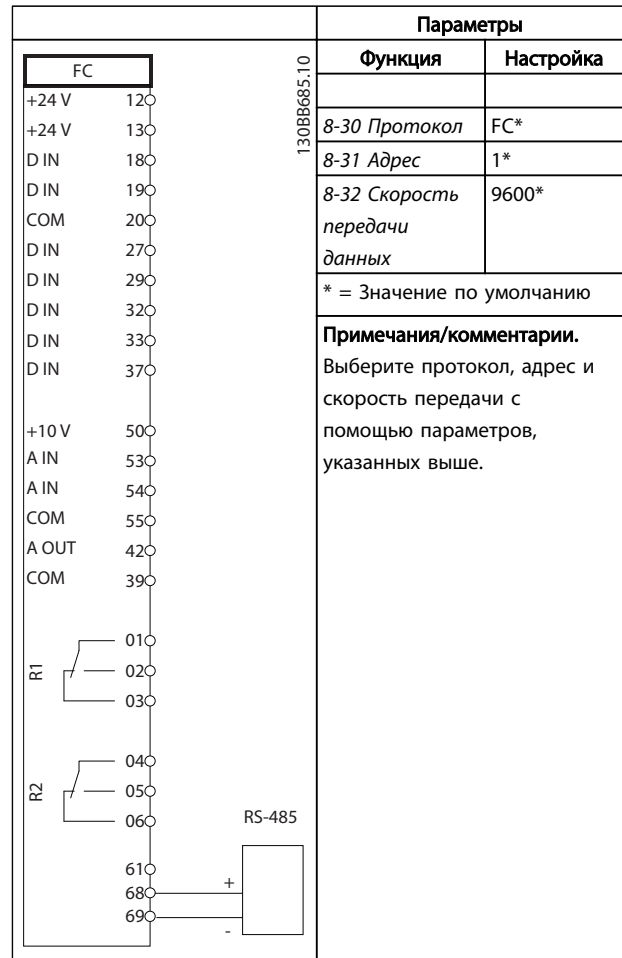 FC
130BB685.10
+24 V 12
+24 V 13
D IN 18
D IN 19
COM 20
D IN 27
D IN 29
D IN 32
D IN 33
D IN 37
+10 V 50
A IN 53
A IN 54
COM 55
A OUT 42
COM 39
R1
01
02
03
R2
04
05
06
RS-485
61
68 +
69 -
Параметры
Функция Настройка
8-30 Протокол FC*
8-31 Адрес 1*
8-32 Скорость 9600*
передачи
данных
* = Значение по умолчанию
Примечания/комментарии.
Выберите протокол, адрес и
скорость передачи с
помощью параметров,
указанных выше.